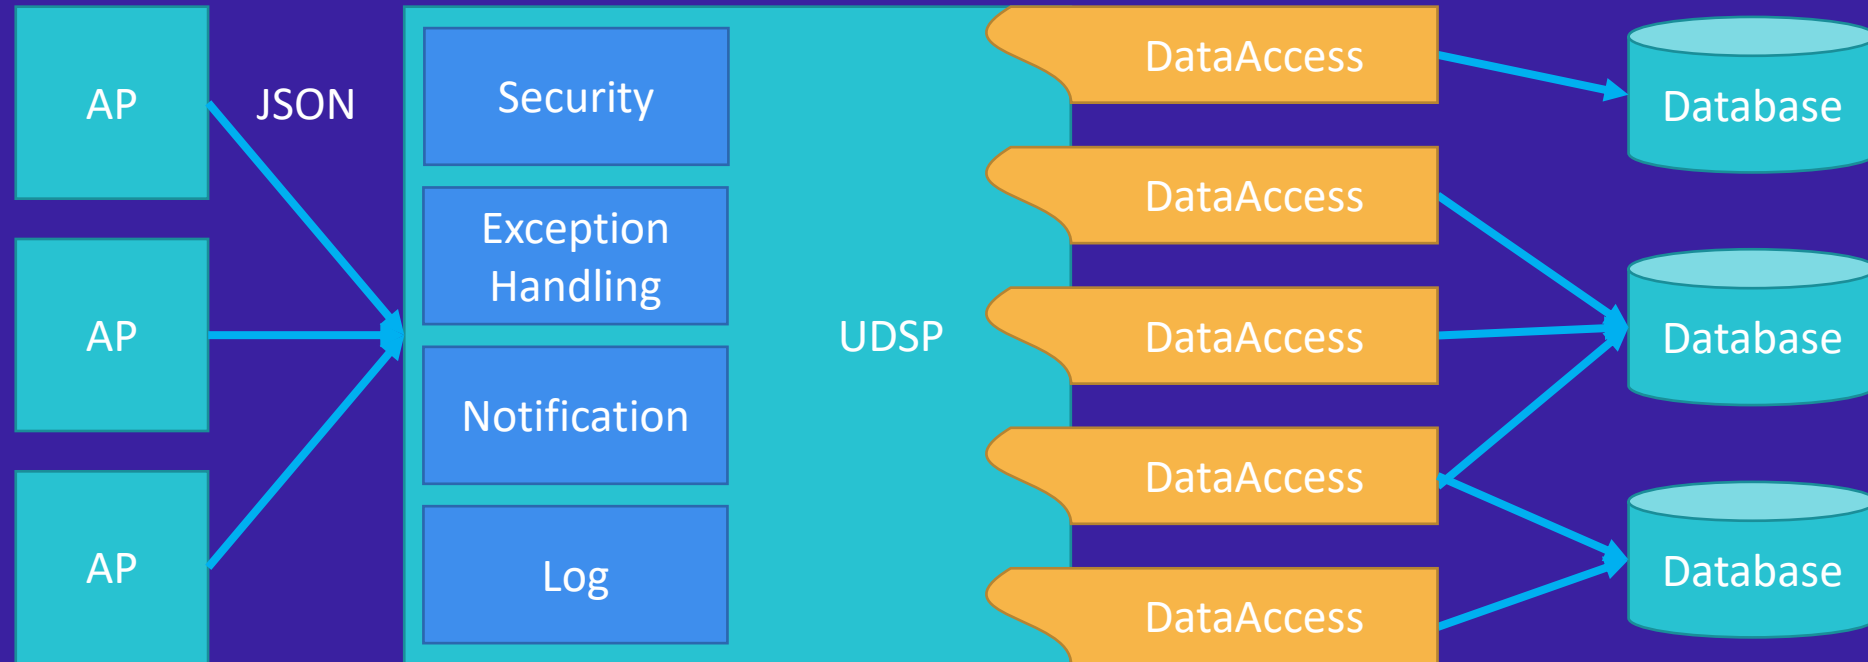 AP
JSON
AP
AP
Security
Exception
Handling
Notification
Log
UDSP
DataAccess
DataAccess
DataAccess
DataAccess
DataAccess
Database
Database
Database